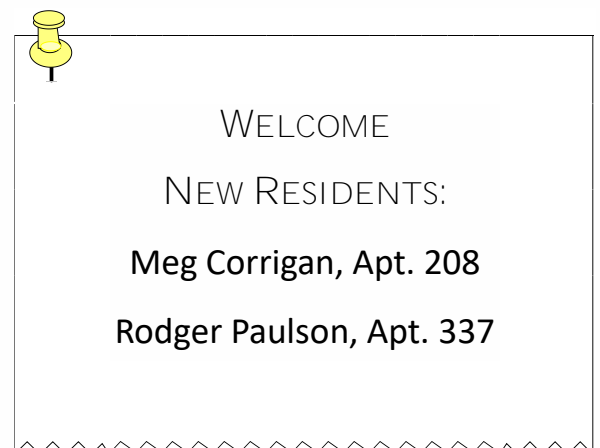 WELCOME
NEW RESIDENTS:
Meg Corrigan, Apt. 208
Rodger Paulson, Apt. 337